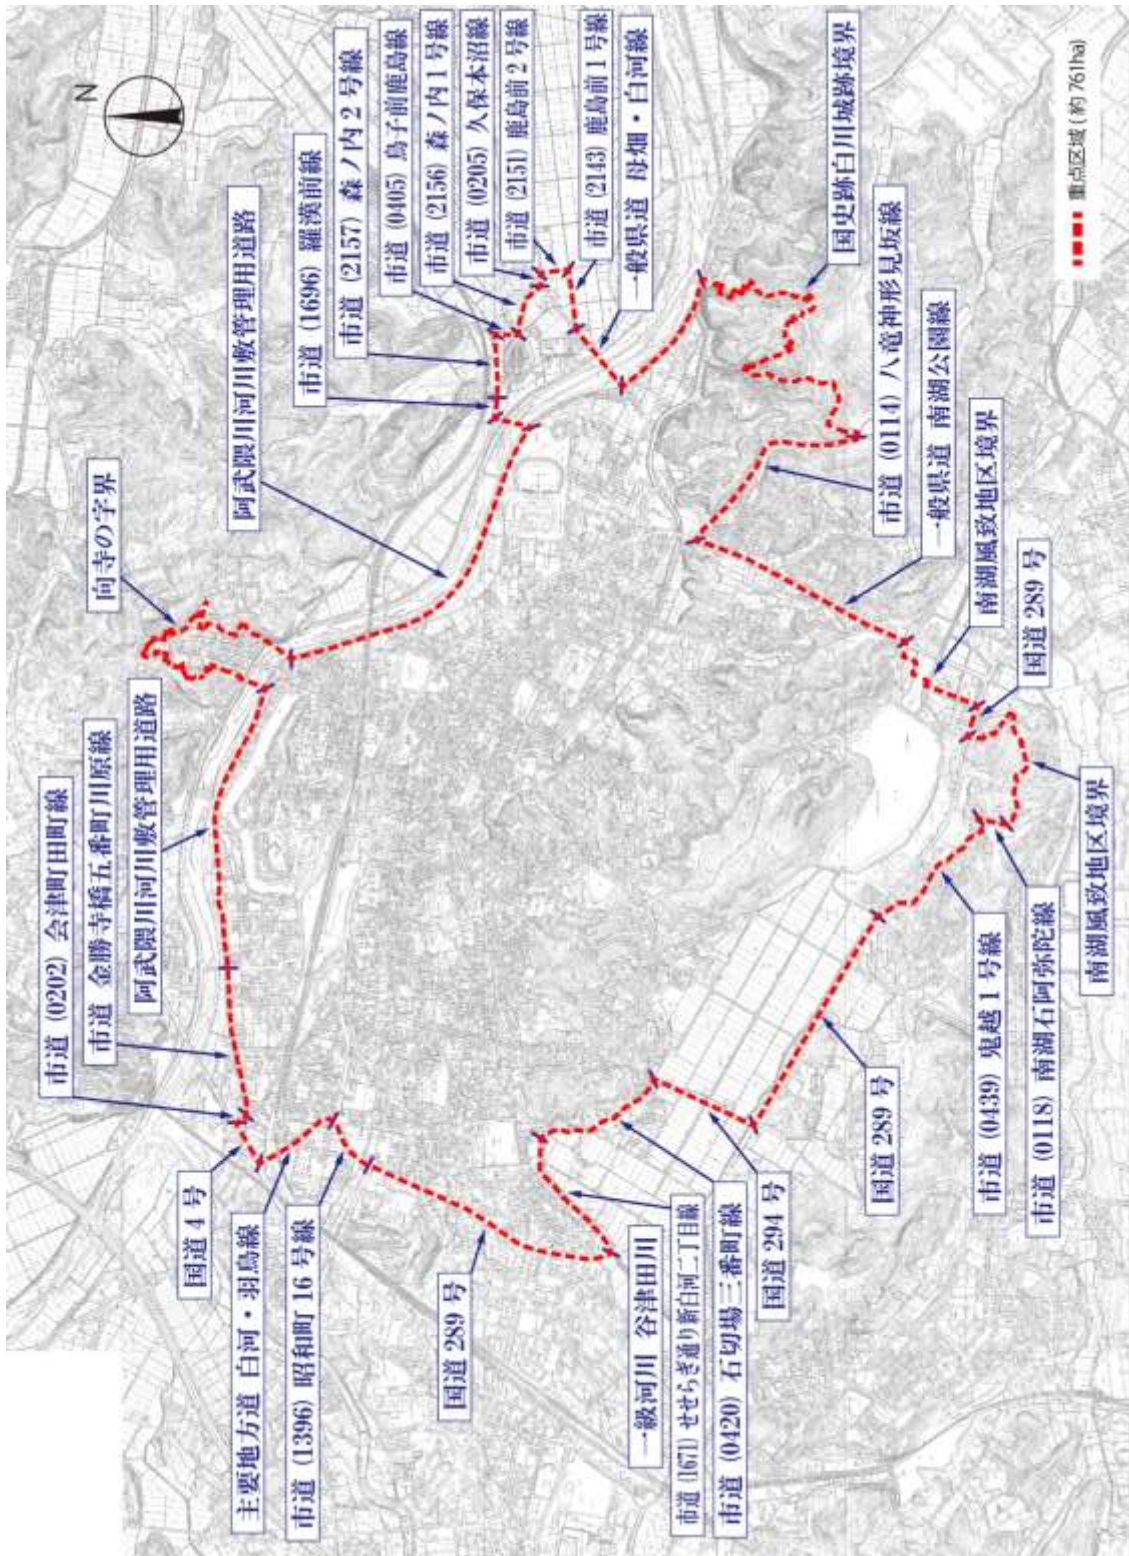 N
国道4号
主要地方道 白河・羽鳥線
市道 (1396) 昭和町16号線
国道289号
市道 (0202) 会津町田町線
市道 金勝寺橋五番町川原線
阿武隈川河川敷管理用道路
向寺の字界
阿武隈川河川敷管理用道路
市道 (1696) 羅漢前線
市道 (2157) 森ノ内2号線
市道 (0405) 鳥子前鹿島線
市道 (2156) 森ノ内1号線
市道 (0205) 久保本沼線
市道 (2151) 鹿島前2号線
市道 (2143) 鹿島前1号線
一般県道 母畑・白河線
国史跡白川城跡境界
市道 (0114) 八竜神形見坂線
一般県道 南湖公園線
南湖風致地区境界
国道289号
南湖風致地区境界
市道 (0118) 南湖石阿弥陀線
市道 (0439) 鬼越1号線
国道289号
国道294号
市道 (0420) 石切場三番町線
市道 (1671) せせらぎ通り新白河二丁目線
一級河川 谷津田川
重点区域 (約761ha)